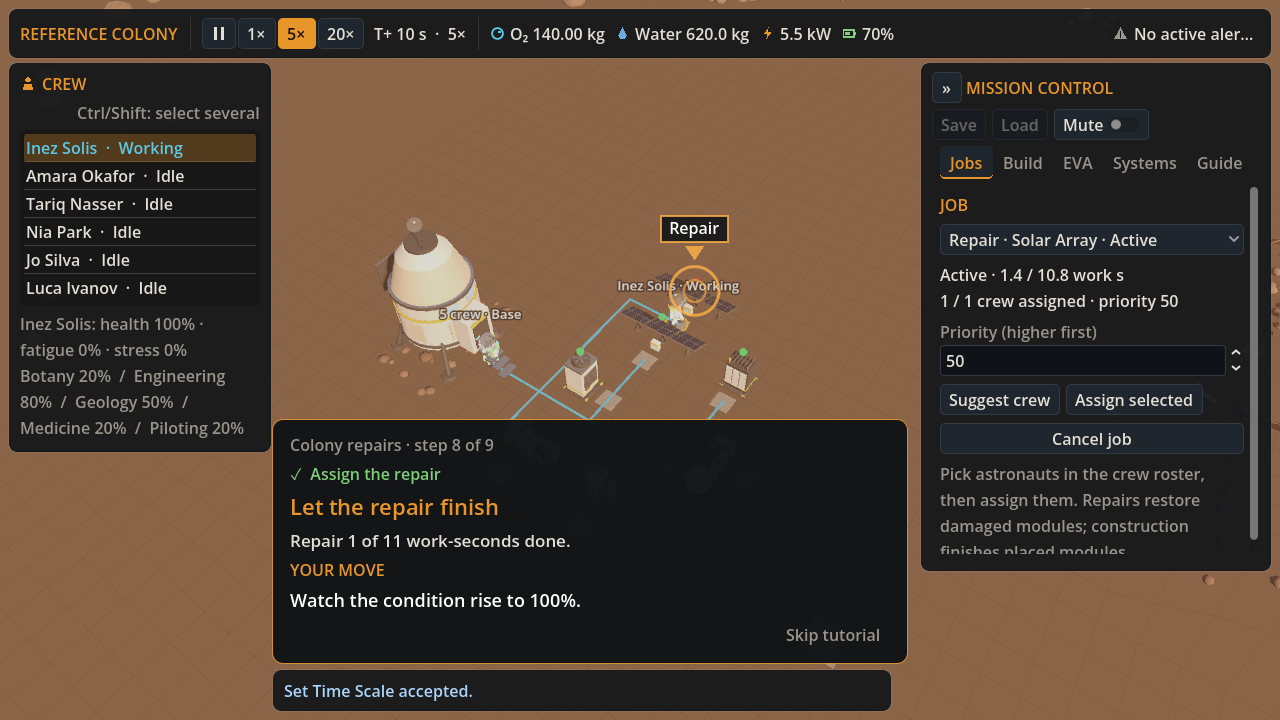 REFERENCE COLONY
1×
5×
20×
T+ 10 s · 5×
O₂ 140.00 kg
Water 620.0 kg
5.5 kW
70%
No active aler...
CREW
Ctrl/Shift: select several
Inez Solis · Working
Amara Okafor · Idle
Tariq Nasser · Idle
Nia Park · Idle
Jo Silva · Idle
Luca Ivanov · Idle
Inez Solis: health 100% ·
fatigue 0% · stress 0%
Botany 20% / Engineering
80% / Geology 50% /
Medicine 20% / Piloting 20%
Repair
Inez Solis · Working
5 crew · Base
Colony repairs · step 8 of 9
✓ Assign the repair
Let the repair finish
Repair 1 of 11 work-seconds done.
YOUR MOVE
Watch the condition rise to 100%.
Skip tutorial
Set Time Scale accepted.
» MISSION CONTROL
Save
Load
Mute
Jobs
Build
EVA
Systems
Guide
JOB
Repair · Solar Array · Active
Active · 1.4 / 10.8 work s
1 / 1 crew assigned · priority 50
Priority (higher first)
50
Suggest crew
Assign selected
Cancel job
Pick astronauts in the crew roster,
then assign them. Repairs restore
damaged modules; construction
finishes placed modules.